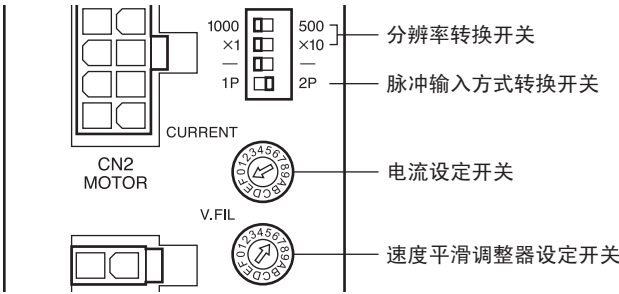 1000 500 分辨率转换开关
×1 ×10
— —
1P 2P 脉冲输入方式转换开关
CURRENT
CN2
MOTOR
0123456789ABCDEF 电流设定开关
V.FIL
0123456789ABCDEF 速度平滑调整器设定开关